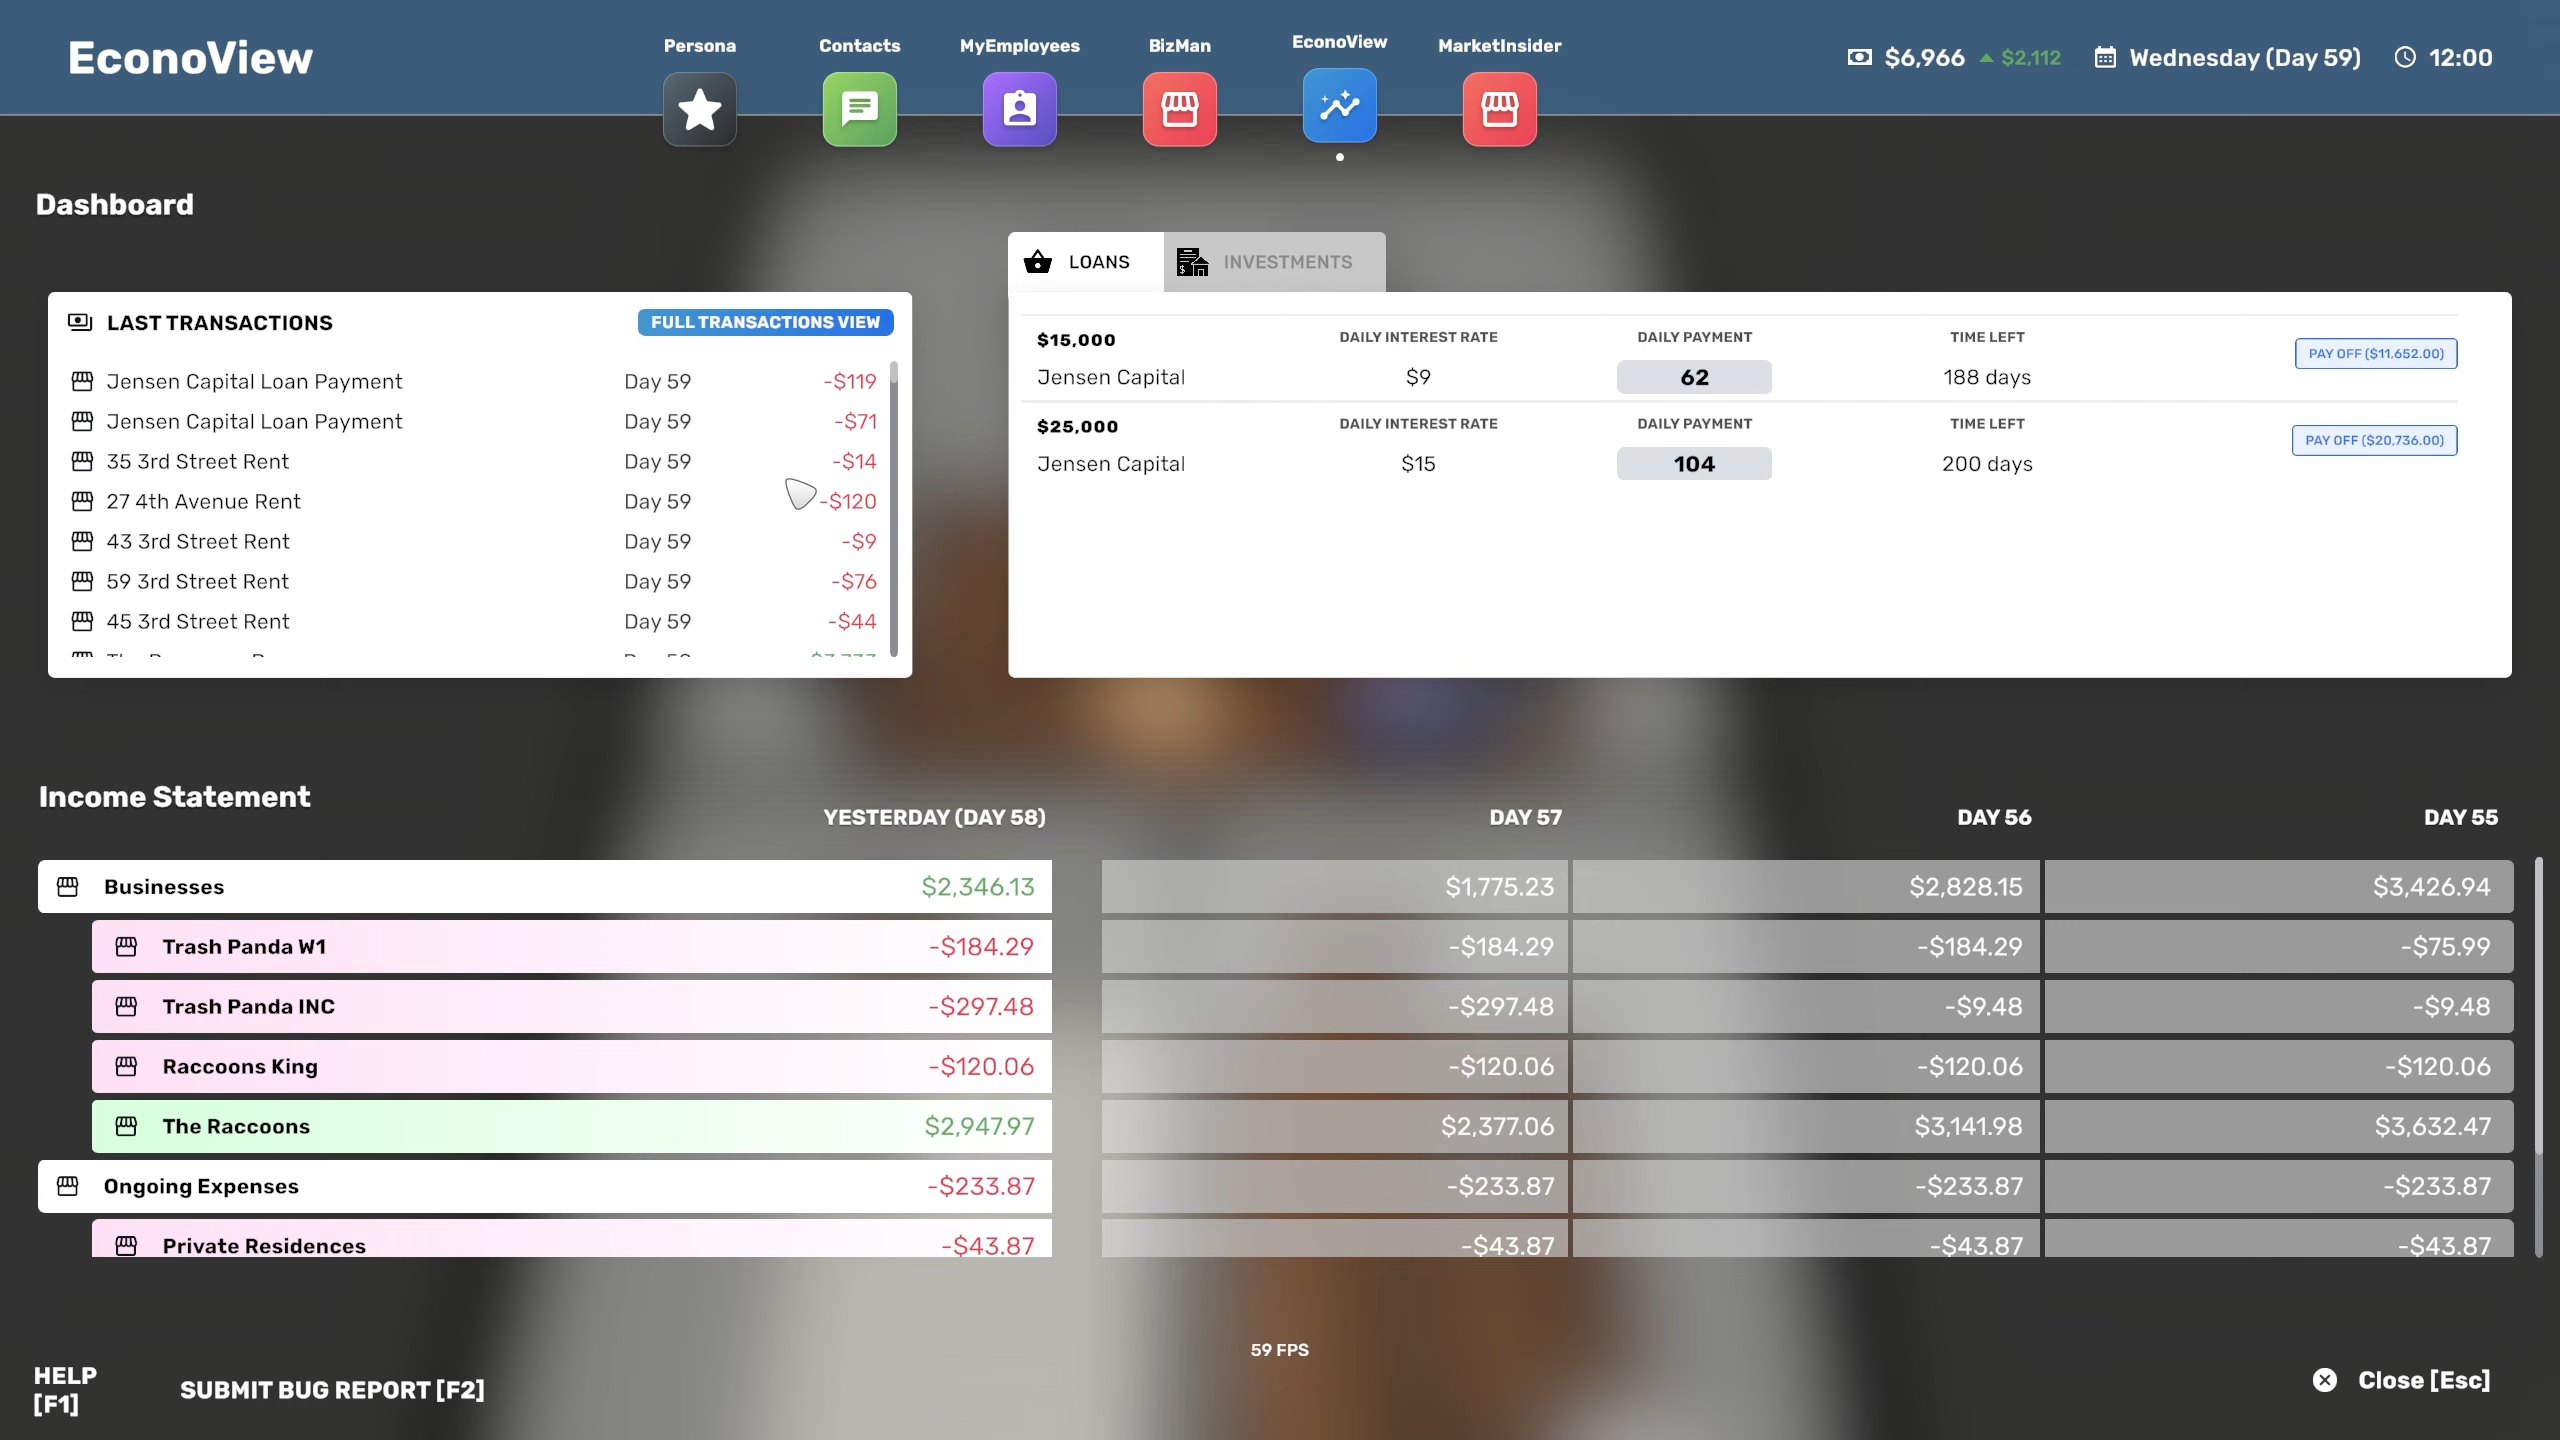 EconoView
Persona
Contacts
MyEmployees
BizMan
EconoView
MarketInsider
$6,966 $2,112
Wednesday (Day 59)
12:00
Dashboard
LAST TRANSACTIONS
FULL TRANSACTIONS VIEW
Jensen Capital Loan Payment Day 59 -$119
Jensen Capital Loan Payment Day 59 -$71
35 3rd Street Rent Day 59 -$14
27 4th Avenue Rent Day 59 -$120
43 3rd Street Rent Day 59 -$9
59 3rd Street Rent Day 59 -$76
45 3rd Street Rent Day 59 -$44
LOANS
INVESTMENTS
$15,000 DAILY INTEREST RATE DAILY PAYMENT TIME LEFT
PAY OFF ($11,652.00)
Jensen Capital $9 62 188 days
$25,000 DAILY INTEREST RATE DAILY PAYMENT TIME LEFT
PAY OFF ($20,736.00)
Jensen Capital $15 104 200 days
Income Statement
YESTERDAY (DAY 58) DAY 57 DAY 56 DAY 55
Businesses $2,346.13 $1,775.23 $2,828.15 $3,426.94
Trash Panda W1 -$184.29 -$184.29 -$184.29 -$75.99
Trash Panda INC -$297.48 -$297.48 -$9.48 -$9.48
Raccoons King -$120.06 -$120.06 -$120.06 -$120.06
The Raccoons $2,947.97 $2,377.06 $3,141.98 $3,632.47
Ongoing Expenses -$233.87 -$233.87 -$233.87 -$233.87
Private Residences -$43.87 -$43.87 -$43.87 -$43.87
59 FPS
HELP
[F1]
SUBMIT BUG REPORT [F2]
Close [Esc]